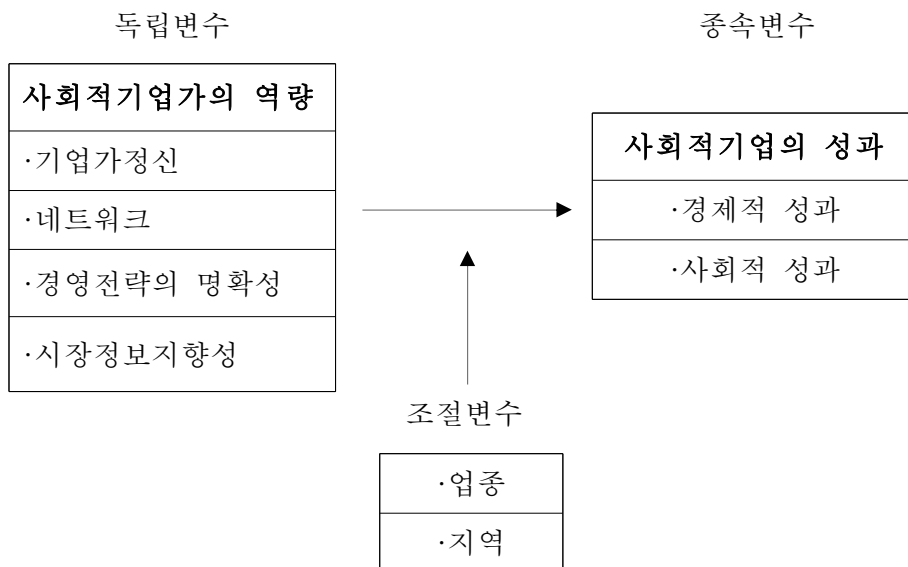 독립변수
종속변수
사회적기업가의 역량
·기업가정신
·네트워크
·경영전략의 명확성
·시장정보지향성
사회적기업의 성과
·경제적 성과
·사회적 성과
조절변수
·업종
·지역